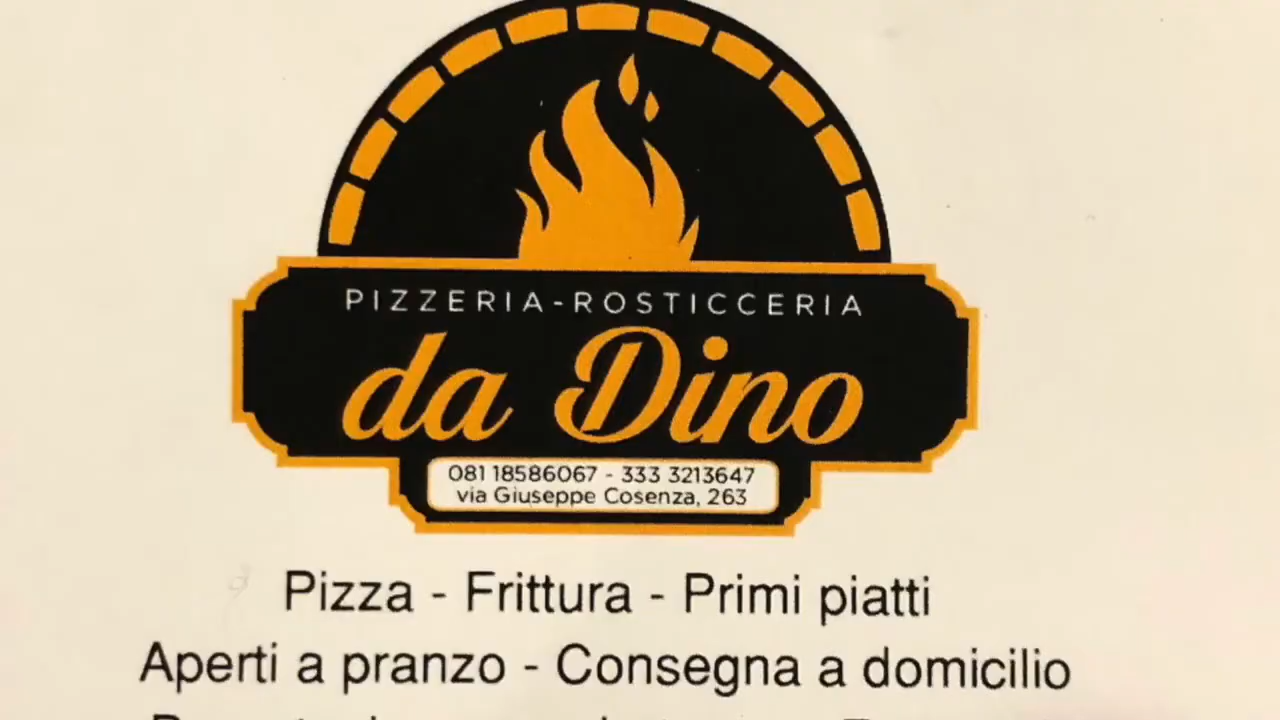 PIZZERIA-ROSTICCERIA
da Dino
081 18586067 - 333 3213647
via Giuseppe Cosenza, 263
Pizza - Frittura - Primi piatti
Aperti a pranzo - Consegna a domicilio